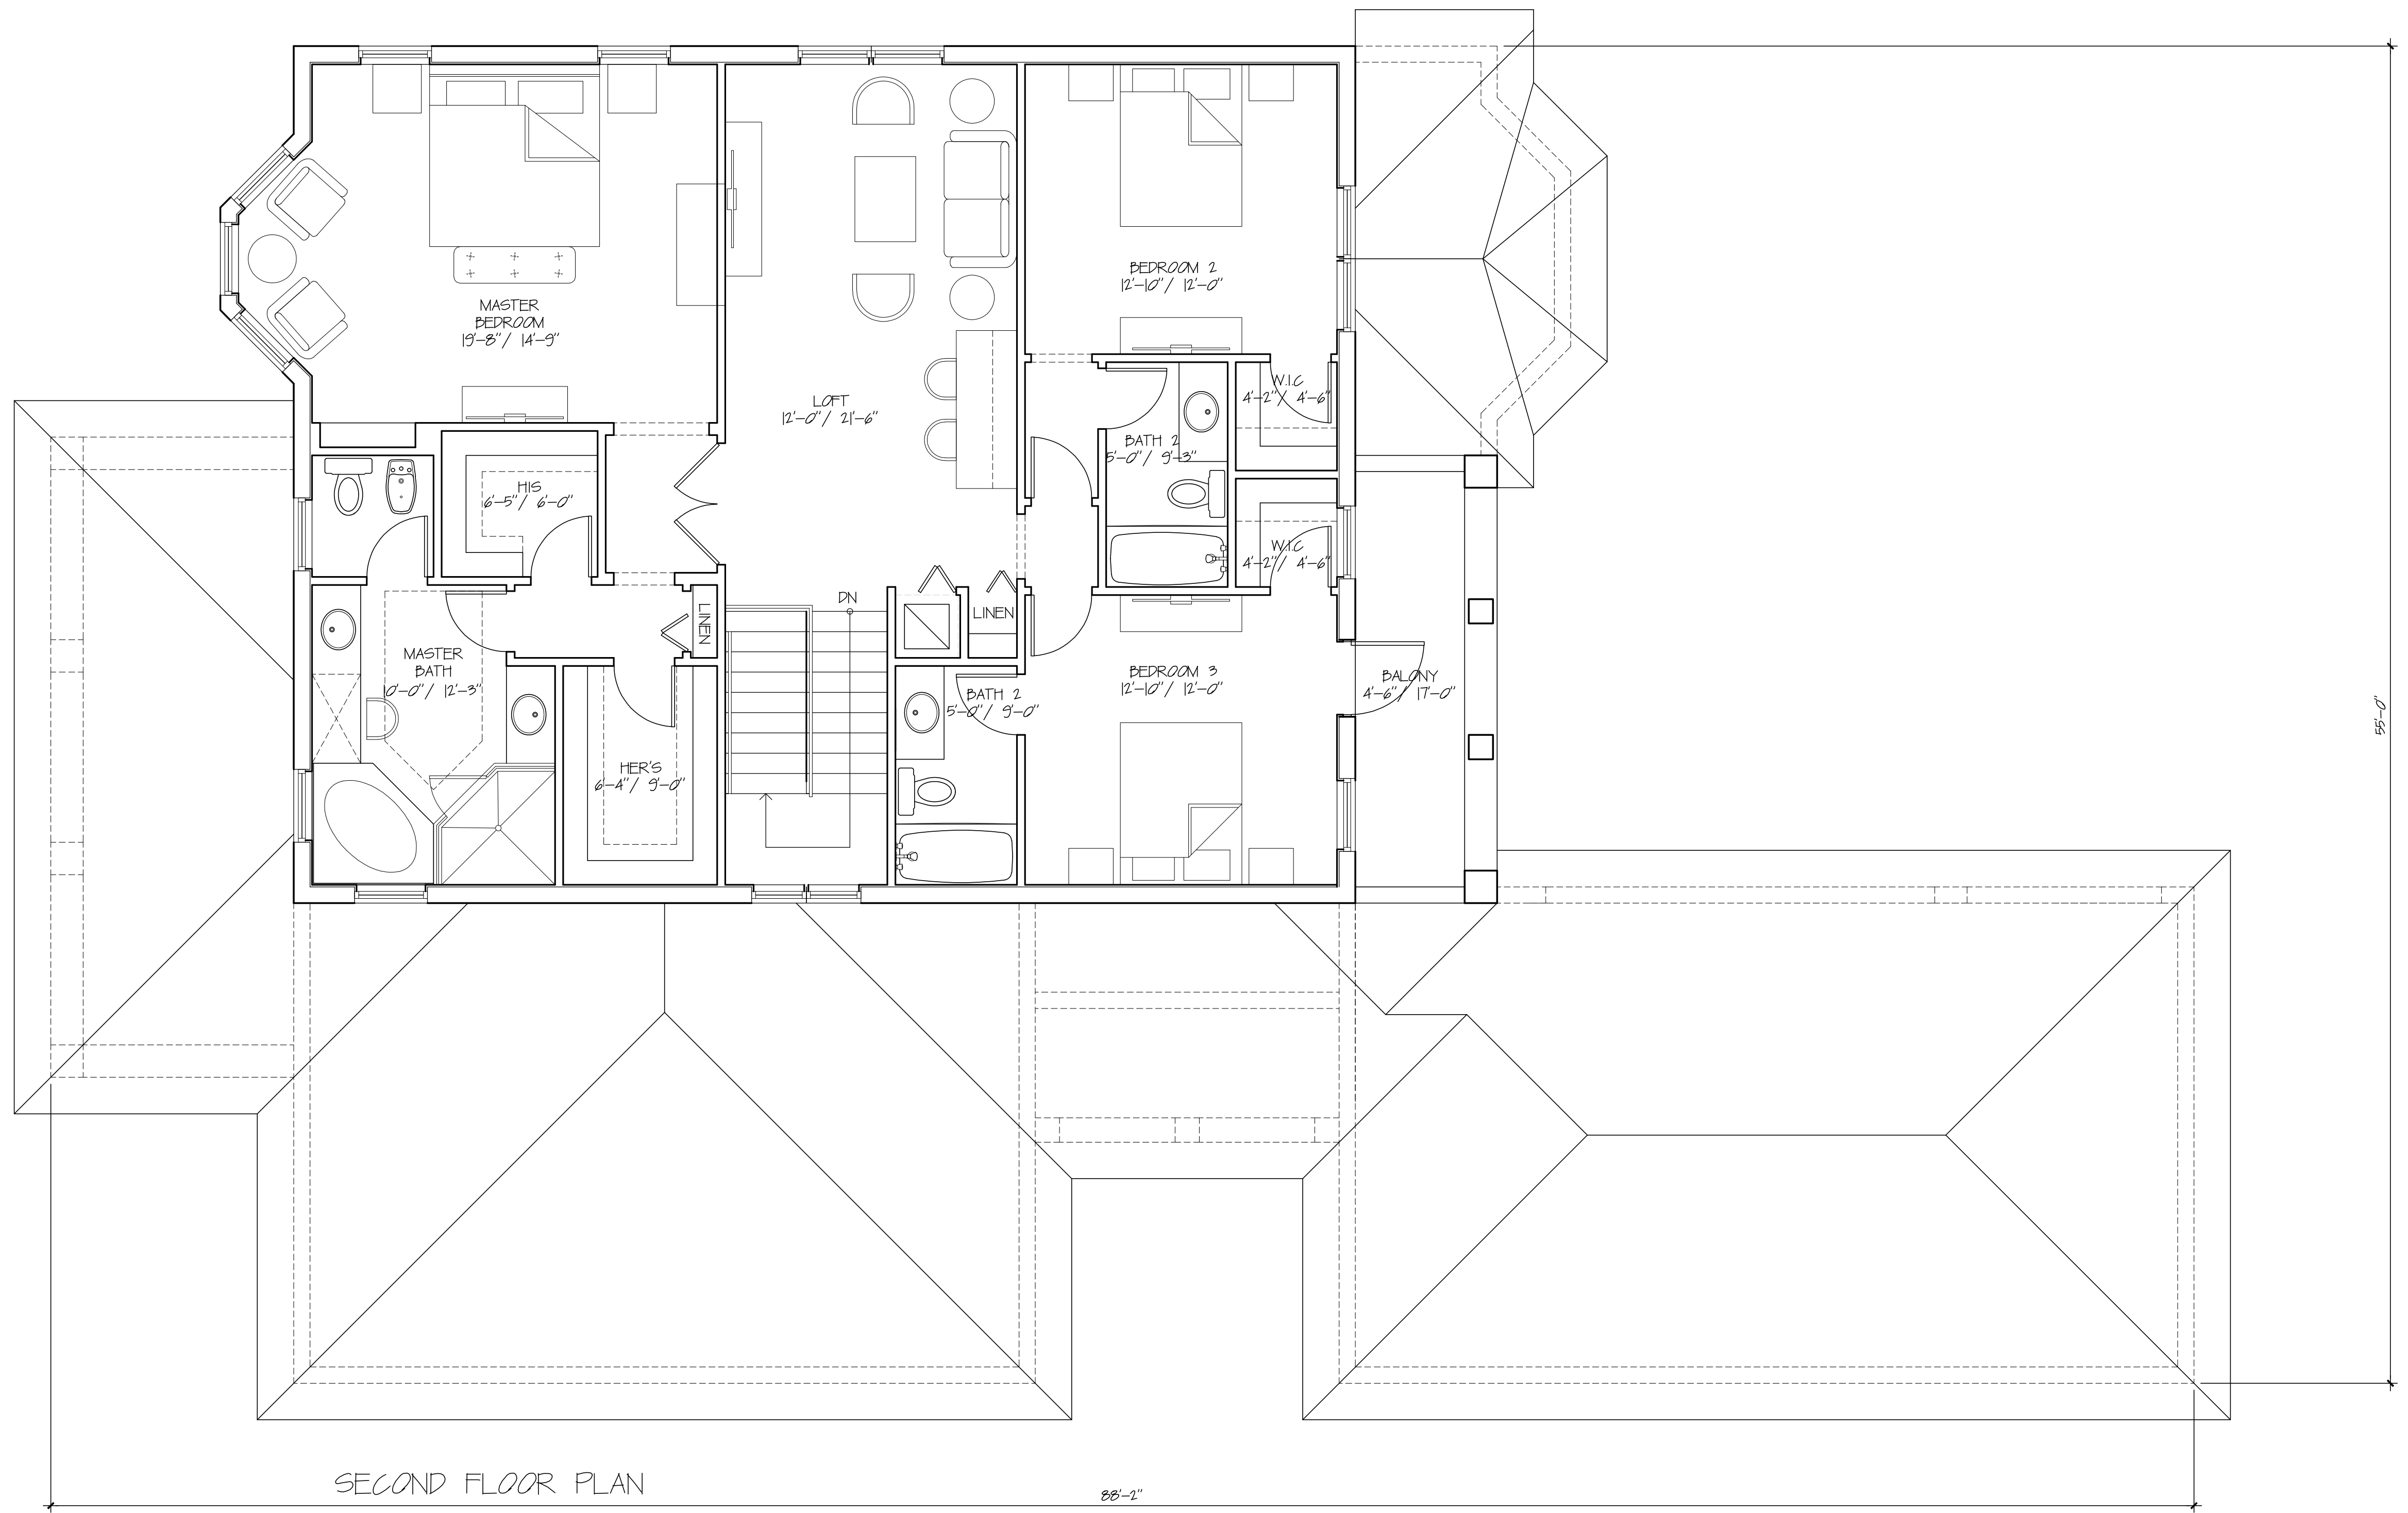 BEDROOM 2
12'-10"/ 12'-0"
MASTER
BEDROOM
19'-8"/ 14'-9"
LOFT
12'-0"/ 21'-6"
W.I.C
4'-2"/ 4'-6"
BATH 2
5'-0"/ 9'-3"
HIS
6'-5"/ 6'-0"
W.I.C
4'-2"/ 4'-6"
DN
LINEN
LINEN
MASTER
BATH
10'-0"/ 12'-3"
BEDROOM 3
12'-10"/ 12'-0"
BALONY
4'-6"/ 17'-0"
BATH 2
5'-0"/ 9'-0"
HER'S
6'-4"/ 9'-0"
55'-0"
SECOND FLOOR PLAN
88'-2"